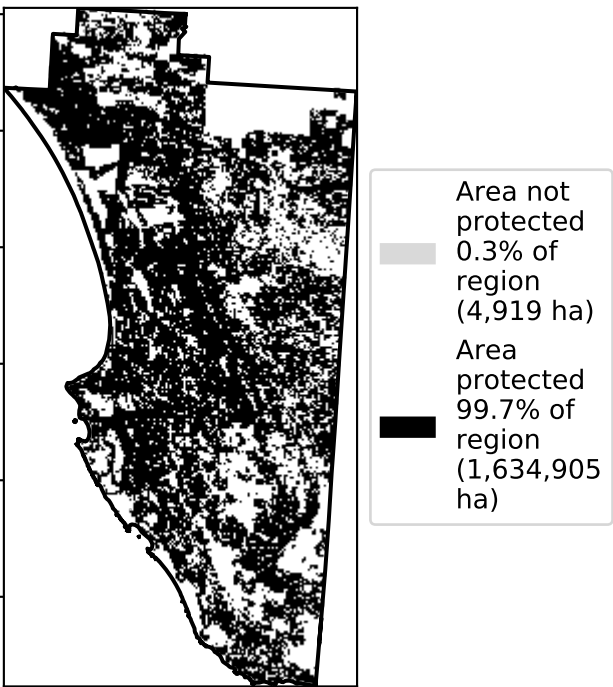 Area not
protected
0.3% of
region
(4,919 ha)
Area
protected
99.7% of
region
(1,634,905
ha)